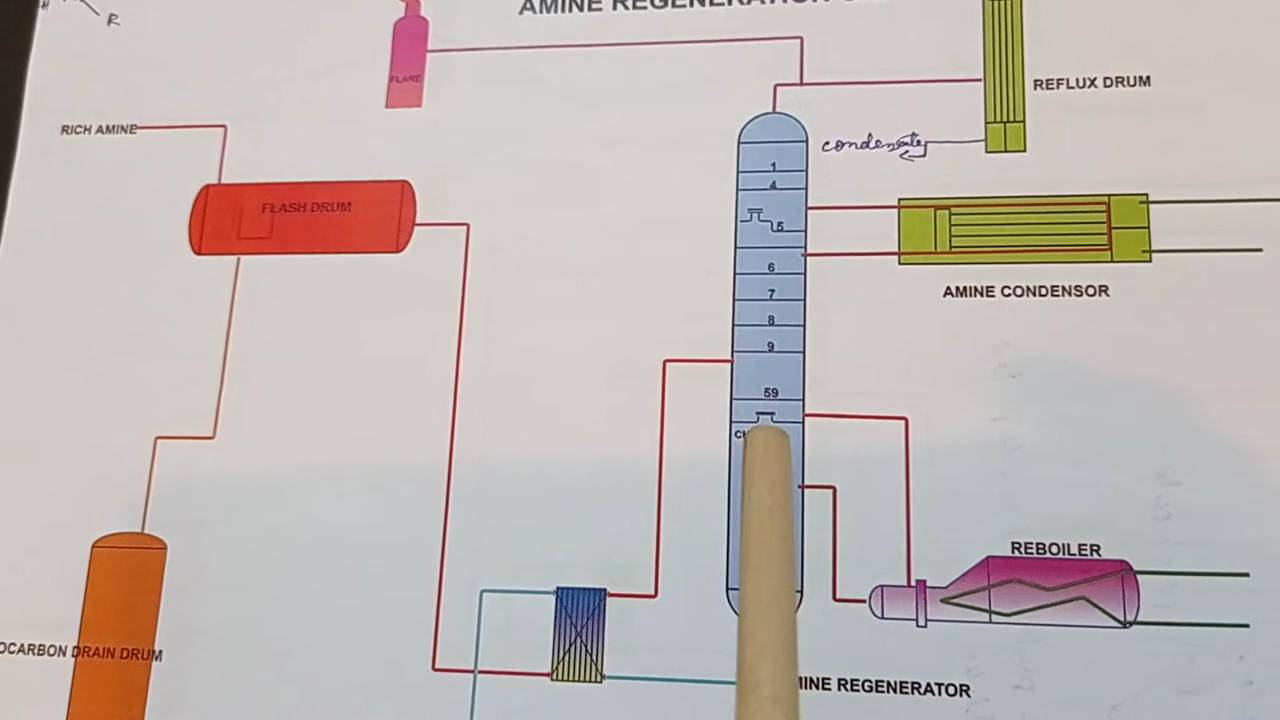 R
AMINE REGENERATION
FLARE
REFLUX DRUM
RICH AMINE
condensate
1
4
FLASH DRUM
5
6
AMINE CONDENSOR
7
8
9
59
REBOILER
OCARBON DRAIN DRUM
MINE REGENERATOR